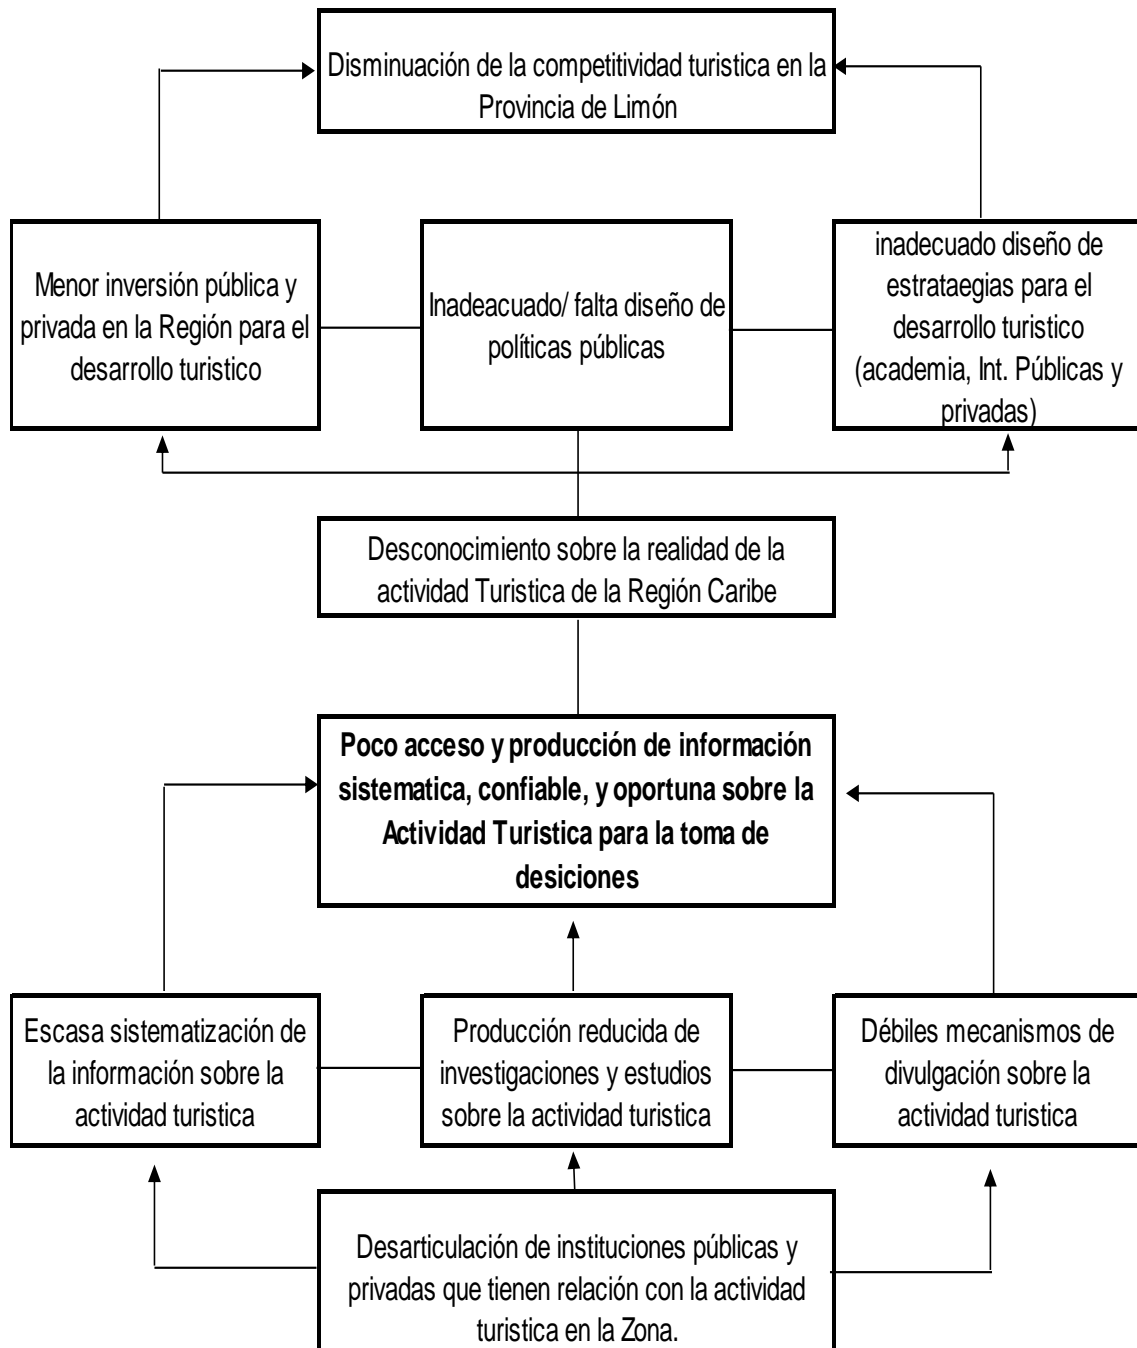 Disminuación de la competitividad turistica en la
Provincia de Limón
Menor inversión pública y
privada en la Región para el
desarrollo turistico
Inadeacuado/ falta diseño de
políticas públicas
inadecuado diseño de
estrataegias para el
desarrollo turistico
(academia, Int. Públicas y
privadas)
Desconocimiento sobre la realidad de la
actividad Turistica de la Región Caribe
Poco acceso y producción de información
sistematica, confiable, y oportuna sobre la
Actividad Turistica para la toma de
desiciones
Escasa sistematización de
la información sobre la
actividad turistica
Producción reducida de
investigaciones y estudios
sobre la actividad turistica
Débiles mecanismos de
divulgación sobre la
actividad turistica
Desarticulación de instituciones públicas y
privadas que tienen relación con la actividad
turistica en la Zona.